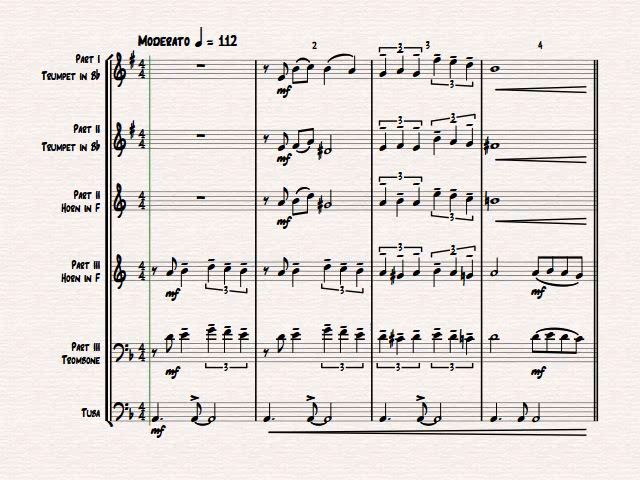 Moderato ♩ = 112
2
3
4
Part I
Trumpet in B♭
mf
3
3
Part II
Trumpet in B♭
mf
3
3
Part II
Horn in F
mf
3
3
Part III
Horn in F
mf
3
3
3
3
mf
Part III
Trombone
mf
3
3
3
3
mf
Tuba
mf